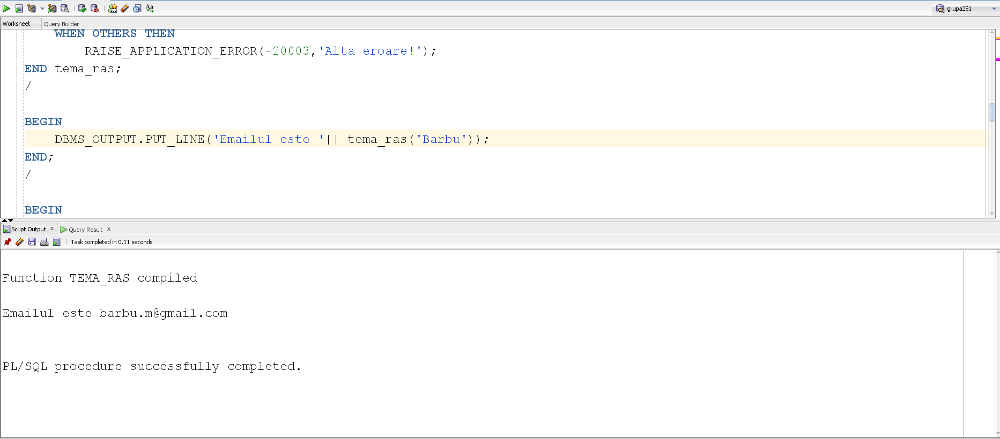 grupa251
Worksheet Query Builder
WHEN OTHERS THEN
RAISE_APPLICATION_ERROR(-20003,'Alta eroare!');
END tema_ras;
/
BEGIN
DBMS_OUTPUT.PUT_LINE('Emailul este '|| tema_ras('Barbu'));
END;
/
BEGIN
Script Output x Query Result x
Task completed in 0.11 seconds
Function TEMA_RAS compiled
Emailul este barbu.m@gmail.com
PL/SQL procedure successfully completed.